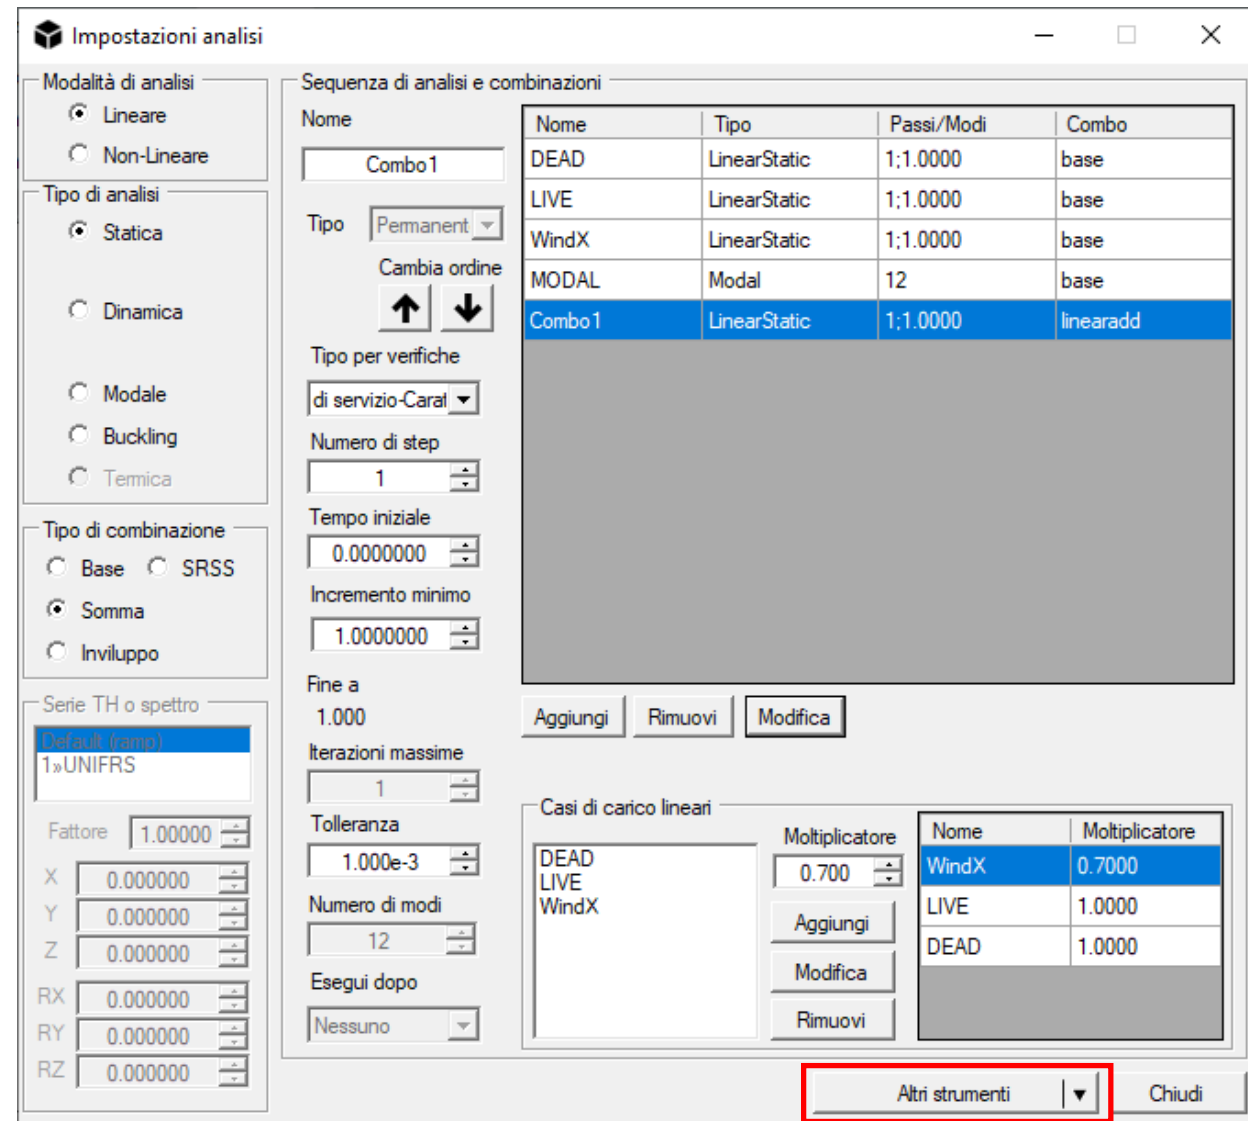 Impostazioni analisi
Modalità di analisi
Lineare
Non-Lineare
Tipo di analisi
Statica
Dinamica
Modale
Buckling
Termica
Tipo di combinazione
Base SRSS
Somma
Inviluppo
Serie TH o spettro
Default (ramp)
1»UNIFRS
Fattore 1.00000
X 0.000000
Y 0.000000
Z 0.000000
RX 0.000000
RY 0.000000
RZ 0.000000
Sequenza di analisi e combinazioni
Nome
Combo1
Tipo Permanent
Cambia ordine
Tipo per verifiche
di servizio-Carat
Numero di step
1
Tempo iniziale
0.0000000
Incremento minimo
1.0000000
Fine a
1.000
Iterazioni massime
1
Tolleranza
1.000e-3
Numero di modi
12
Esegui dopo
Nessuno
Nome Tipo Passi/Modi Combo
DEAD LinearStatic 1;1.0000 base
LIVE LinearStatic 1;1.0000 base
WindX LinearStatic 1;1.0000 base
MODAL Modal 12 base
Combo1 LinearStatic 1;1.0000 linearadd
Aggiungi Rimuovi Modifica
Casi di carico lineari
DEAD
LIVE
WindX
Moltiplicatore
0.700
Aggiungi
Modifica
Rimuovi
Nome Moltiplicatore
WindX 0.7000
LIVE 1.0000
DEAD 1.0000
Altri strumenti Chiudi